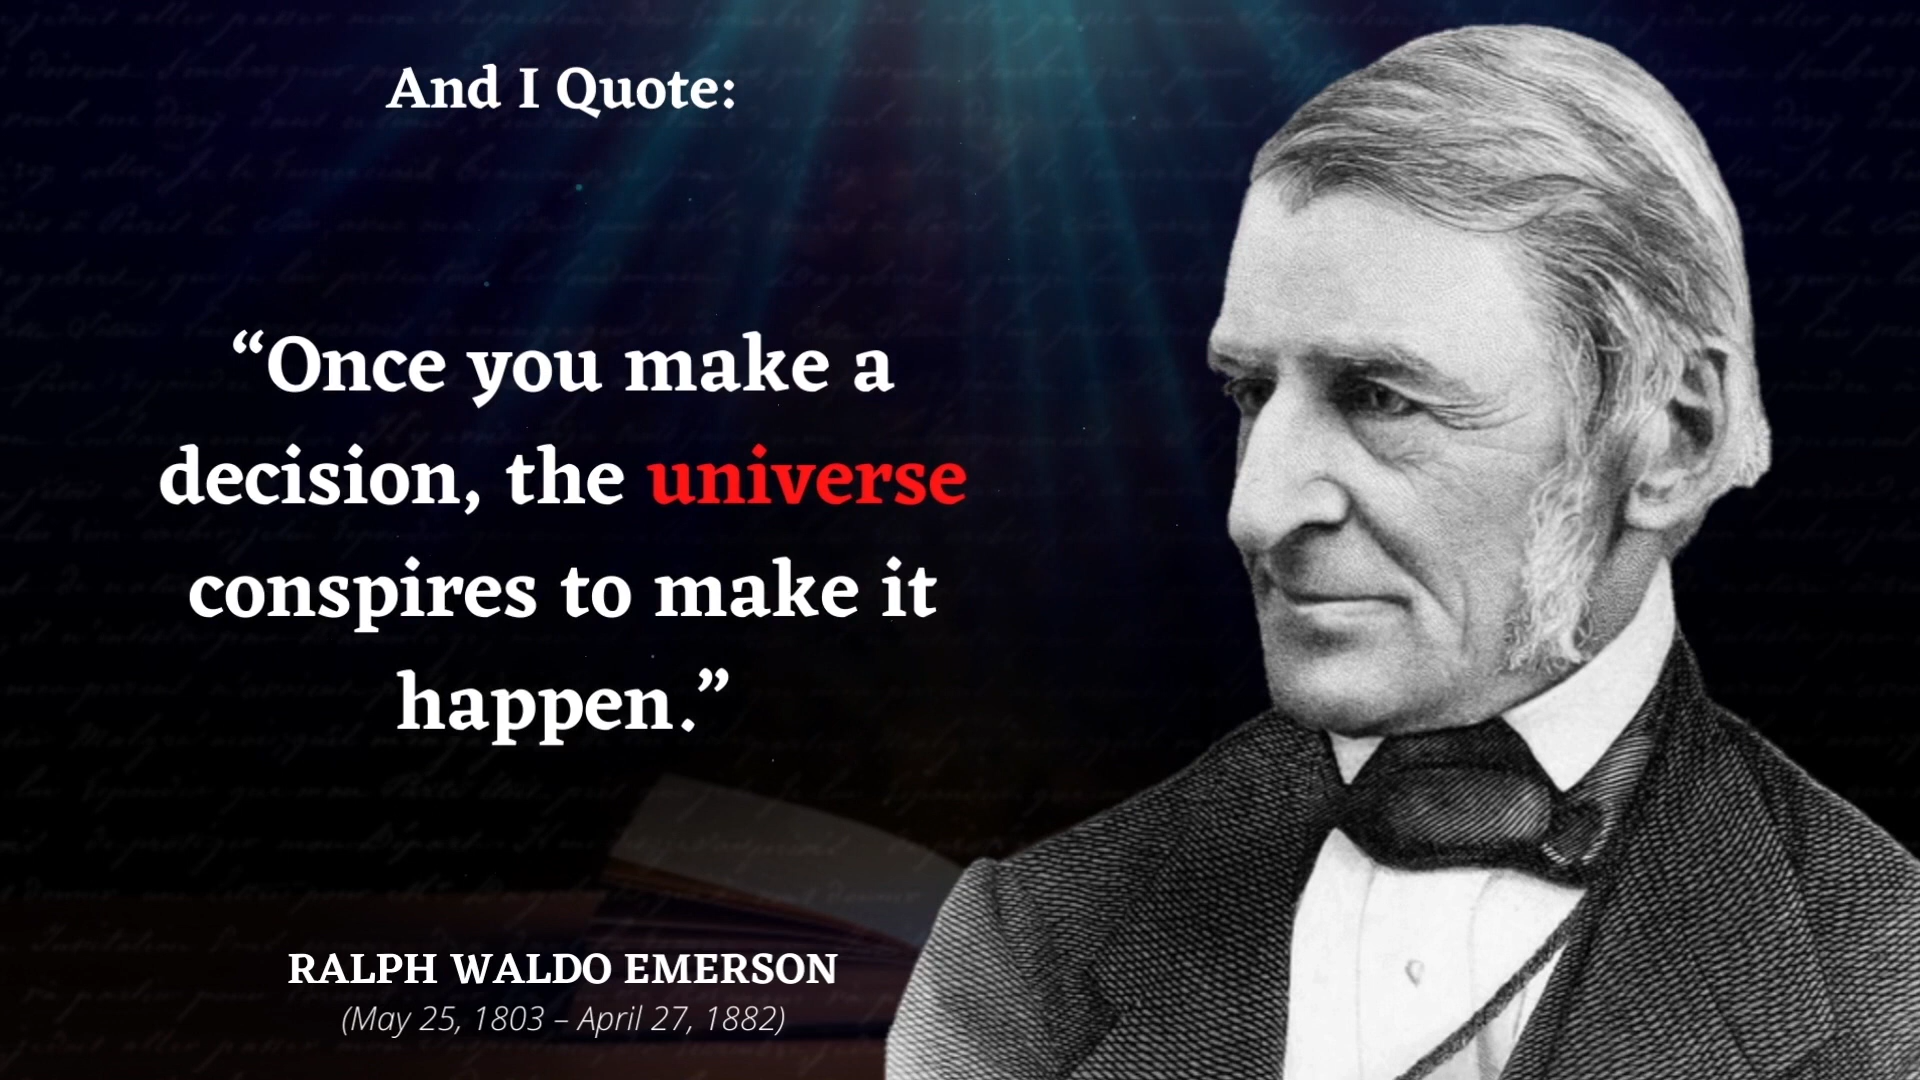 And I Quote:
“Once you make a
decision, the universe
conspires to make it
happen.”
RALPH WALDO EMERSON
(May 25, 1803 – April 27, 1882)